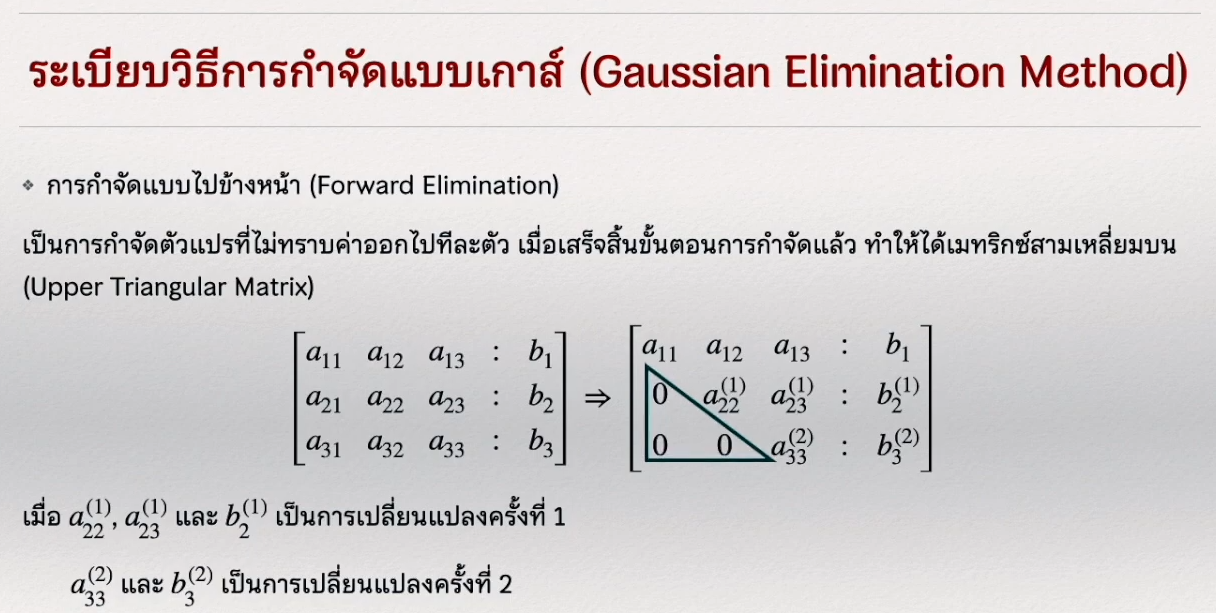 ระเบียบวิธีการกำจัดแบบเกาส์ (Gaussian Elimination Method)
❖ การกำจัดแบบไปข้างหน้า (Forward Elimination)
เป็นการกำจัดตัวแปรที่ไม่ทราบค่าออกไปทีละตัว เมื่อเสร็จสิ้นขั้นตอนการกำจัดแล้ว ทำให้ได้เมทริกซ์สามเหลี่ยมบน
(Upper Triangular Matrix)
a₁₁ a₁₂ a₁₃ : b₁ a₁₁ a₁₂ a₁₃ : b₁
a₂₁ a₂₂ a₂₃ : b₂ ⇒ 0 a₂₂⁽¹⁾ a₂₃⁽¹⁾ : b₂⁽¹⁾
a₃₁ a₃₂ a₃₃ : b₃ 0 0 a₃₃⁽²⁾ : b₃⁽²⁾
เมื่อ a₂₂⁽¹⁾, a₂₃⁽¹⁾ และ b₂⁽¹⁾ เป็นการเปลี่ยนแปลงครั้งที่ 1
a₃₃⁽²⁾ และ b₃⁽²⁾ เป็นการเปลี่ยนแปลงครั้งที่ 2